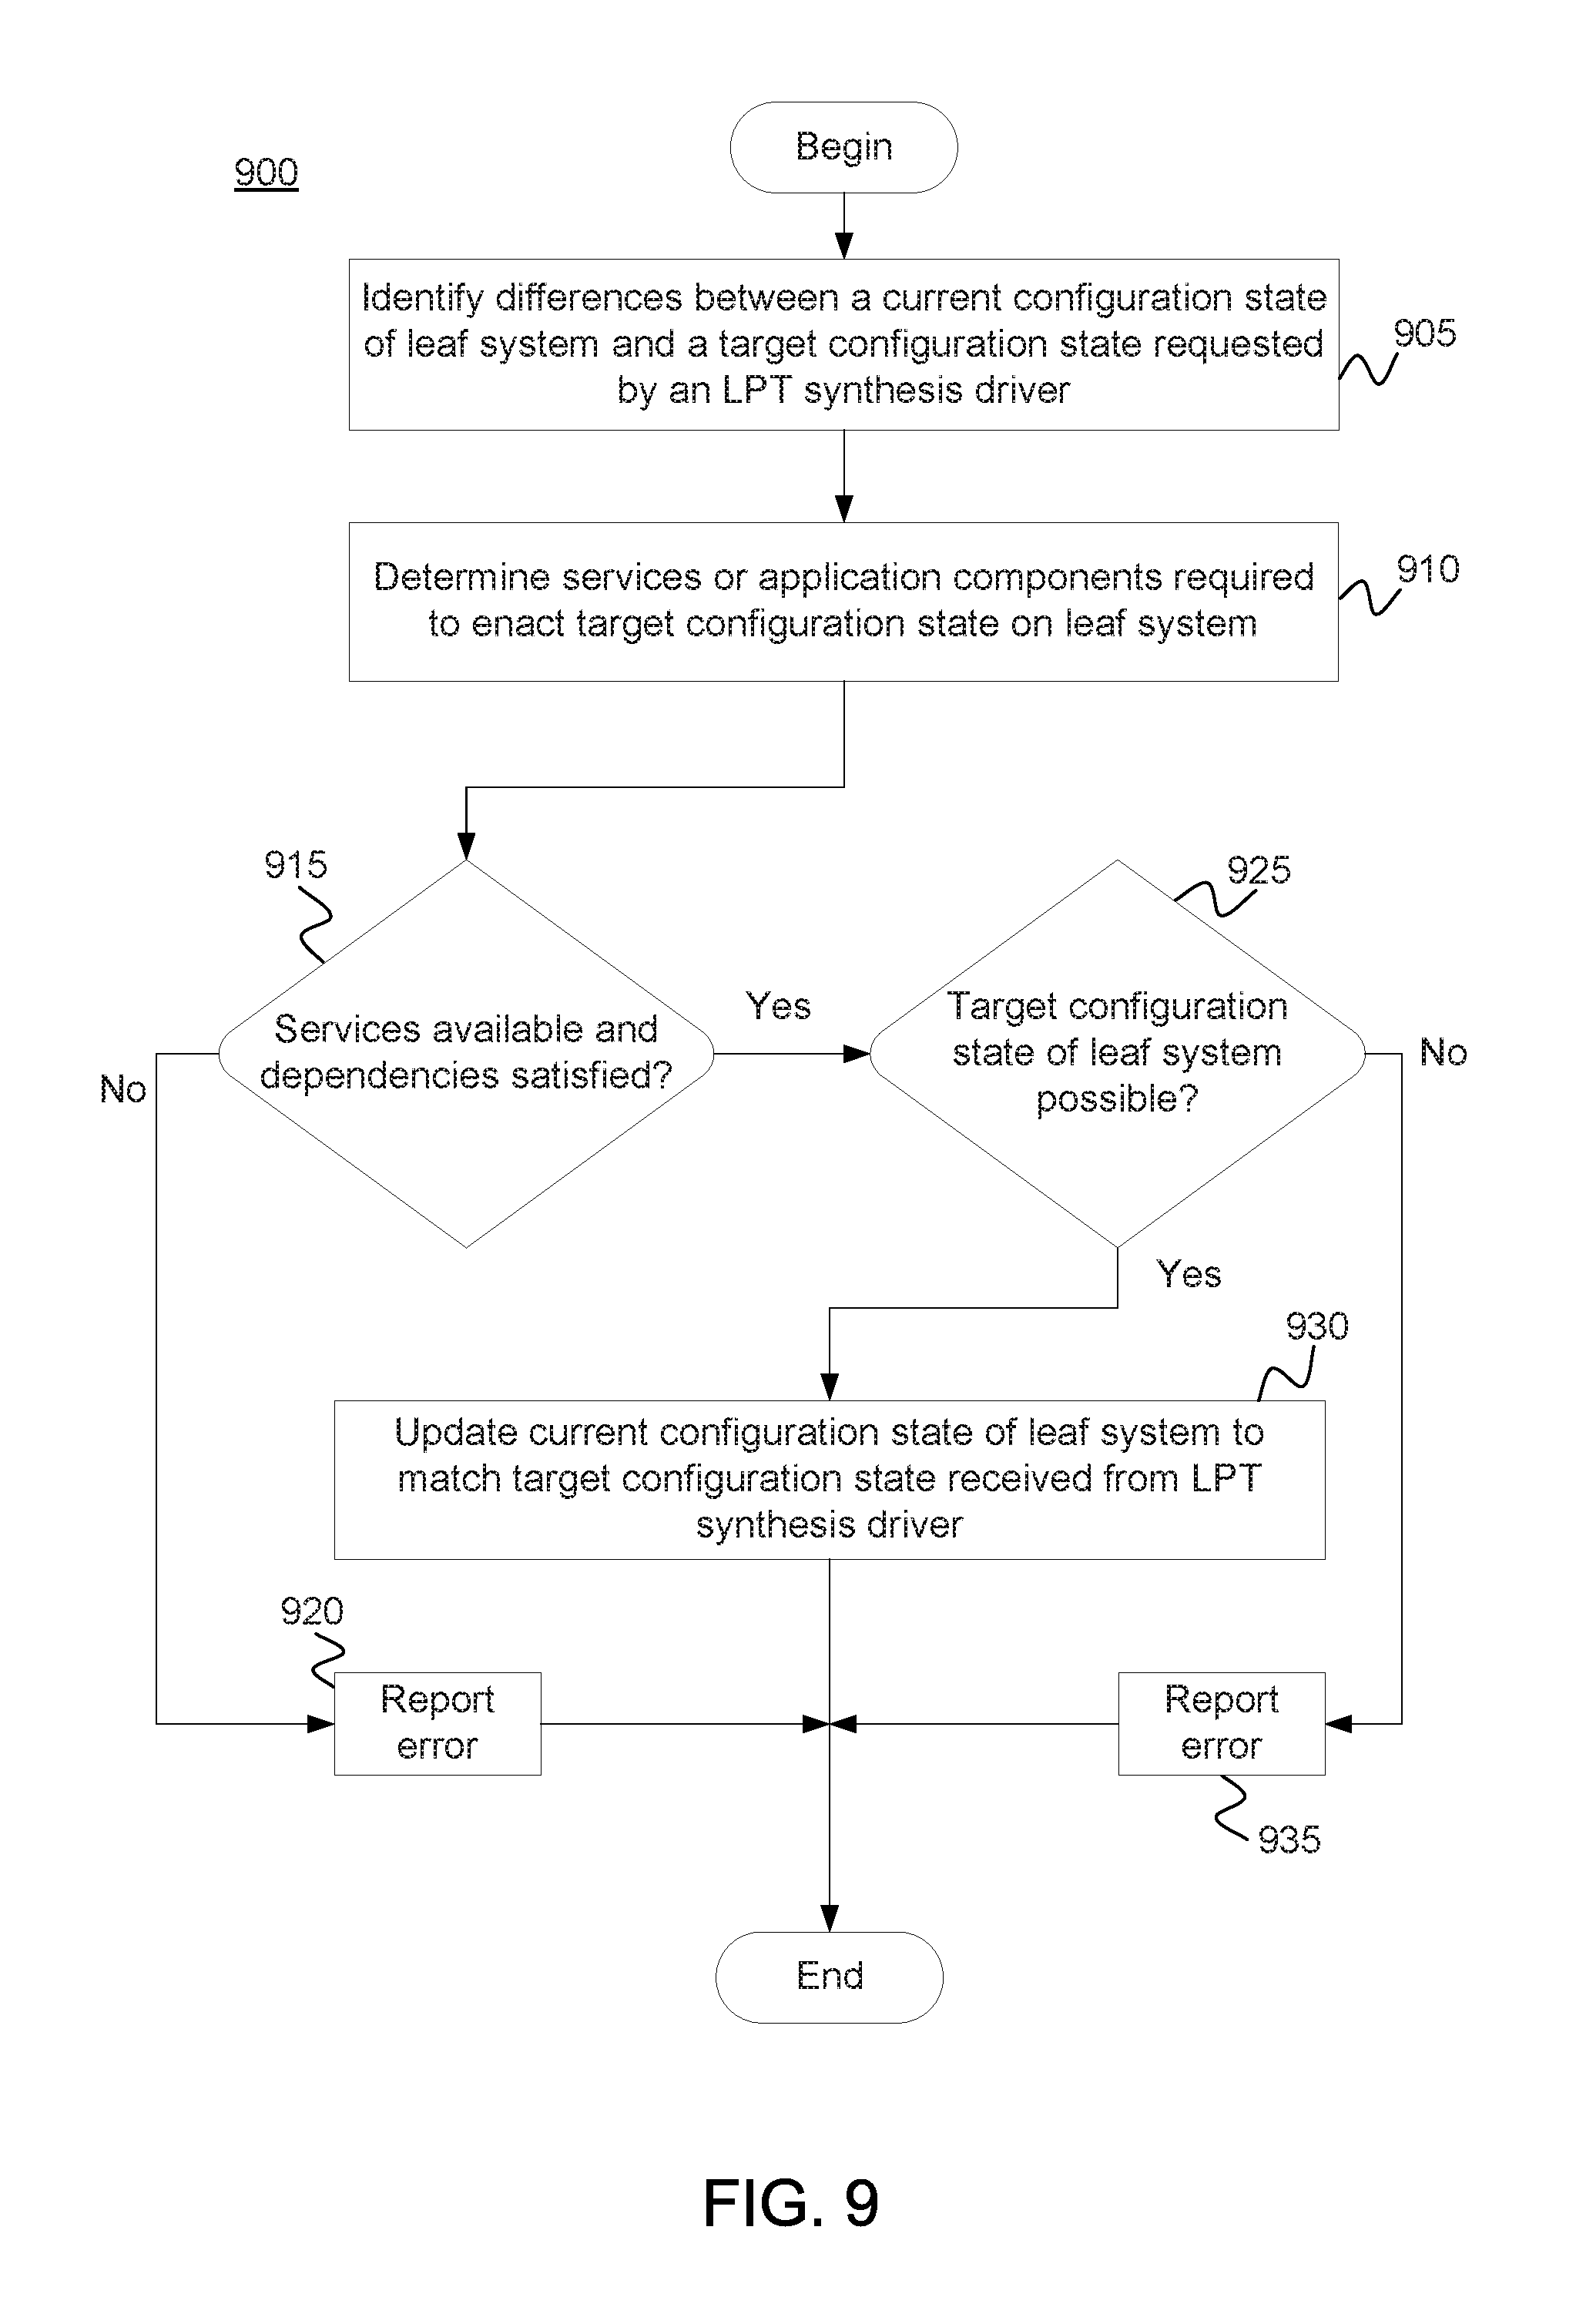 Begin
900
Identify differences between a current configuration state
of leaf system and a target configuration state requested
by an LPT synthesis driver
905
Determine services or application components required
to enact target configuration state on leaf system
910
915
925
Services available and
dependencies satisfied?
Yes
Target configuration
state of leaf system
possible?
No
No
Yes
930
Update current configuration state of leaf system to
match target configuration state received from LPT
synthesis driver
920
Report
error
Report
error
935
End
FIG. 9